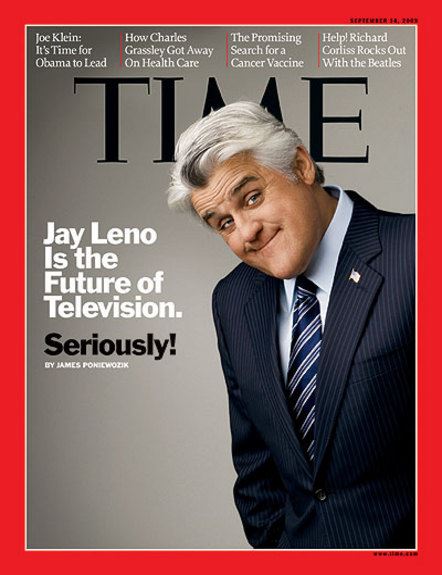 SEPTEMBER 14, 2009
Joe Klein:
It's Time for
Obama to Lead
How Charles
Grassley Got Away
On Health Care
The Promising
Search for a
Cancer Vaccine
Help! Richard
Corliss Rocks Out
With the Beatles
TIME
Jay Leno
Is the
Future of
Television.
Seriously!
BY JAMES PONIEWOZIK
www.time.com